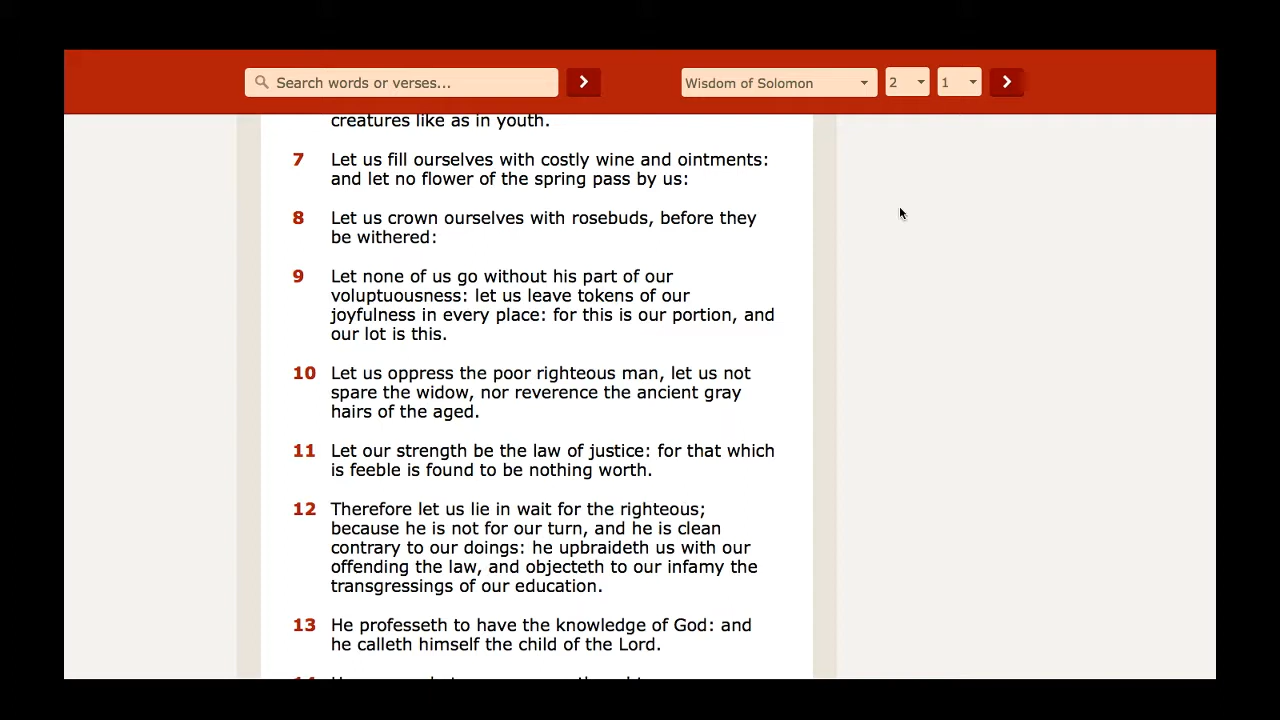 Search words or verses...
Wisdom of Solomon
2
1
creatures like as in youth.
7 Let us fill ourselves with costly wine and ointments:
and let no flower of the spring pass by us:
8 Let us crown ourselves with rosebuds, before they
be withered:
9 Let none of us go without his part of our
voluptuousness: let us leave tokens of our
joyfulness in every place: for this is our portion, and
our lot is this.
10 Let us oppress the poor righteous man, let us not
spare the widow, nor reverence the ancient gray
hairs of the aged.
11 Let our strength be the law of justice: for that which
is feeble is found to be nothing worth.
12 Therefore let us lie in wait for the righteous;
because he is not for our turn, and he is clean
contrary to our doings: he upbraideth us with our
offending the law, and objecteth to our infamy the
transgressings of our education.
13 He professeth to have the knowledge of God: and
he calleth himself the child of the Lord.